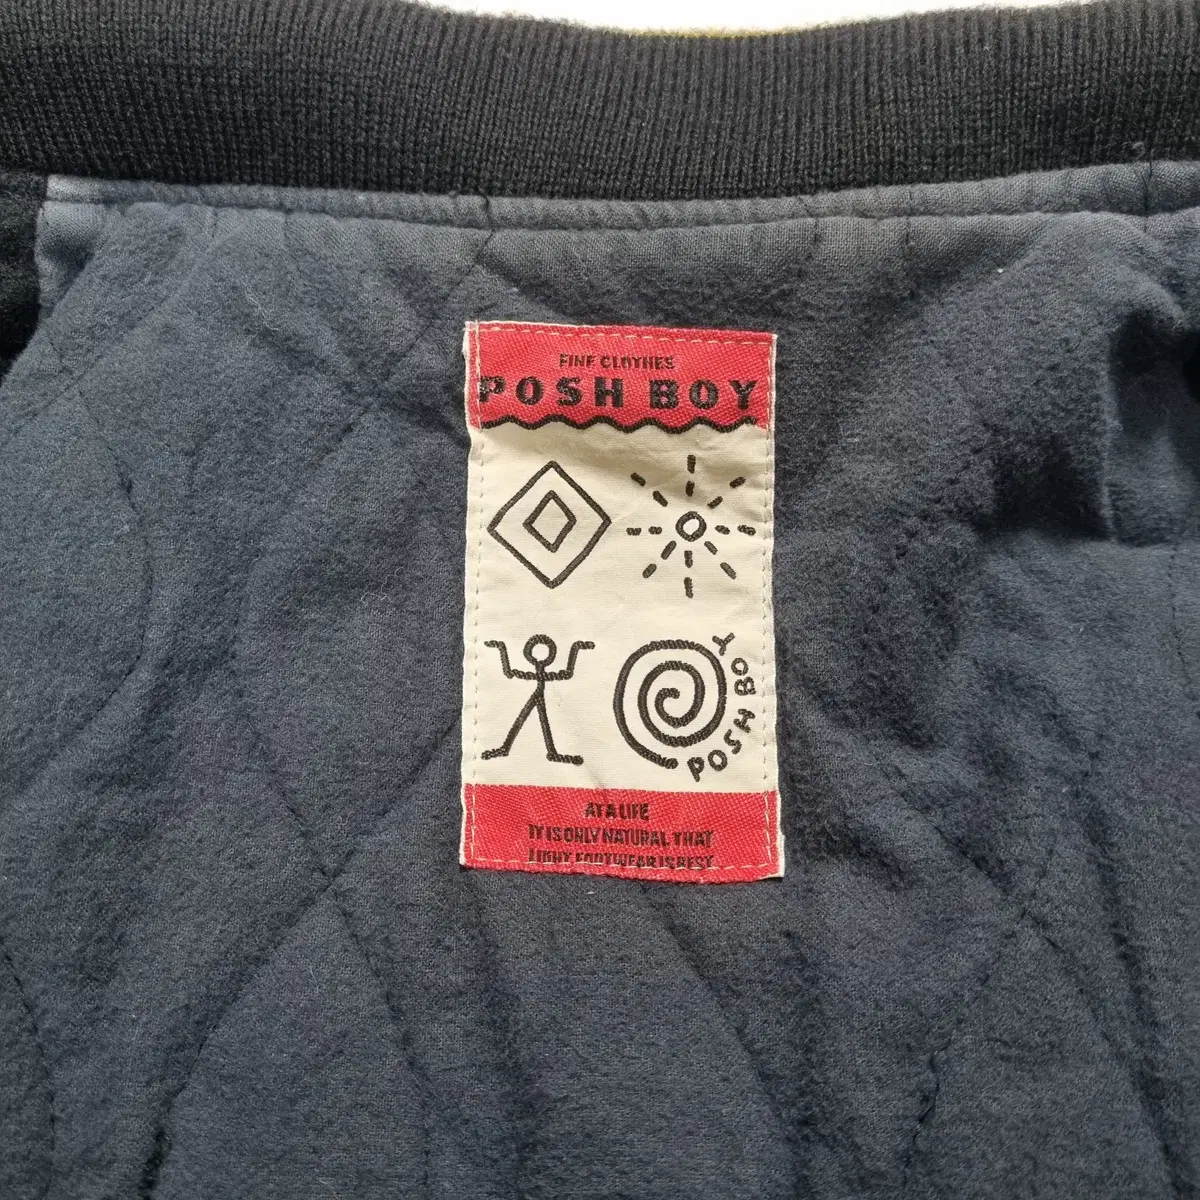 FINE CLOTHES
POSH BOY
POSH BOY
AT A LIFE
IT IS ONLY NATURAL THAT
LIGHT FOOTWEAR IS BEST